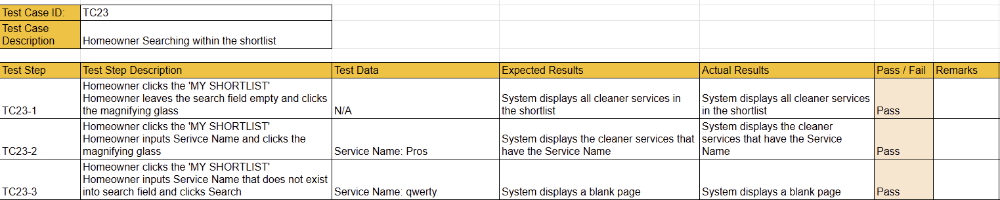 Test Case ID: TC23
Test Case
Description Homeowner Searching within the shortlist
Test Step Test Step Description Test Data Expected Results Actual Results Pass / Fail Remarks
Homeowner clicks the 'MY SHORTLIST'
Homeowner leaves the search field empty and clicks System displays all cleaner services in System displays all cleaner services
TC23-1 the magnifying glass N/A the shortlist in the shortlist Pass
Homeowner clicks the 'MY SHORTLIST' System displays the cleaner
Homeowner inputs Serivce Name and clicks the System displays the cleaner services that services that have the Service
TC23-2 magnifying glass Service Name: Pros have the Service Name Name Pass
Homeowner clicks the 'MY SHORTLIST'
Homeowner inputs Service Name that does not exist
TC23-3 into search field and clicks Search Service Name: qwerty System displays a blank page System displays a blank page Pass